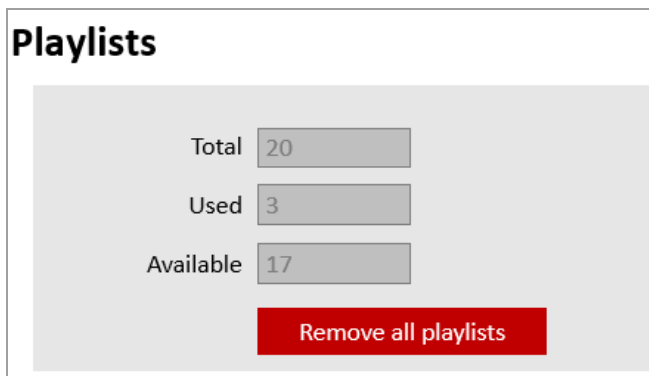 Playlists
Total 20
Used 3
Available 17
Remove all playlists